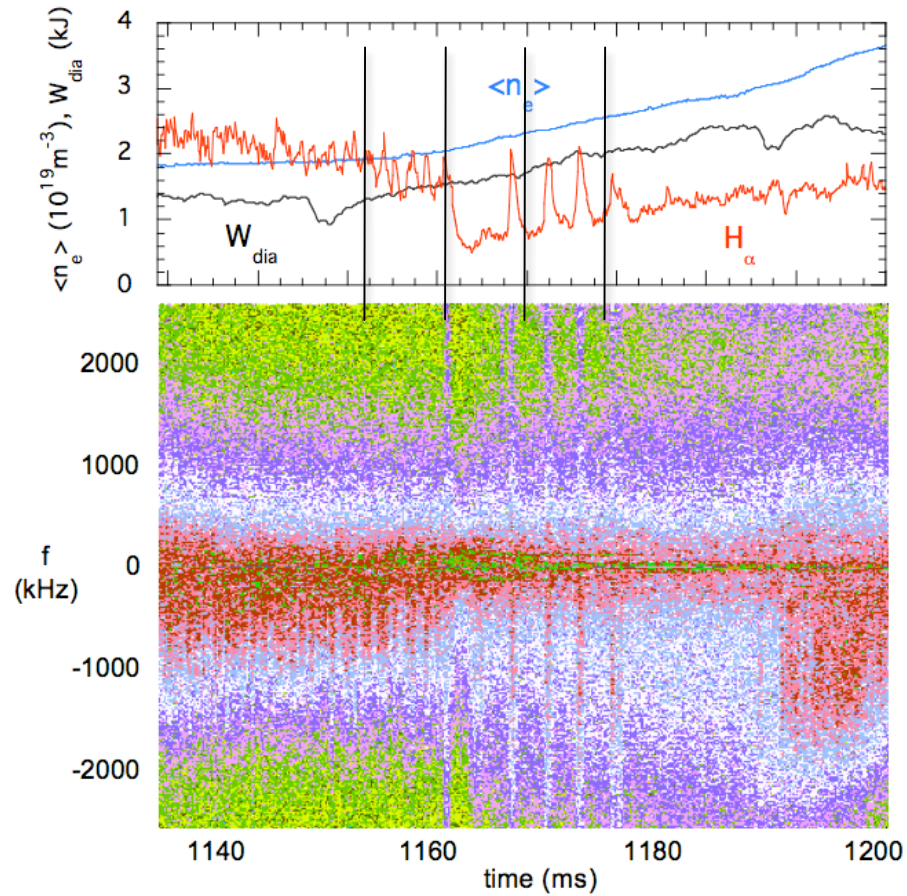 <n_e> (10^19 m^-3), W_dia (kJ)
4
3
2
1
0
<n_e>
W_dia
H_α
f
(kHz)
2000
1000
0
-1000
-2000
1140
1160
1180
1200
time (ms)